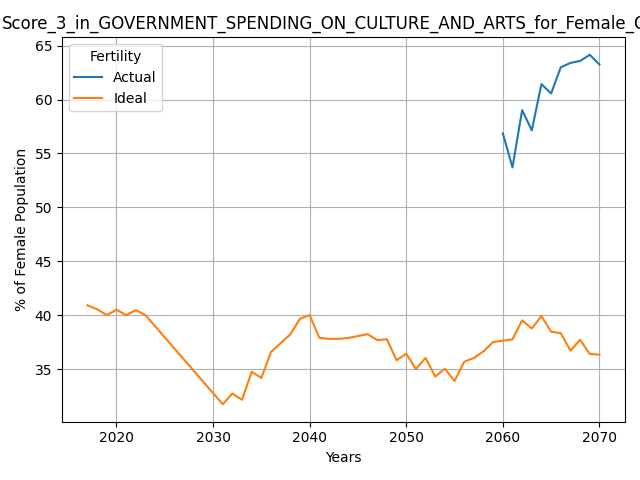 Score_3_in_GOVERNMENT_SPENDING_ON_CULTURE_AND_ARTS_for_Female_
65
60
55
50
45
40
35
% of Female Population
Fertility
Actual
Ideal
2020
2030
2040
2050
2060
2070
Years